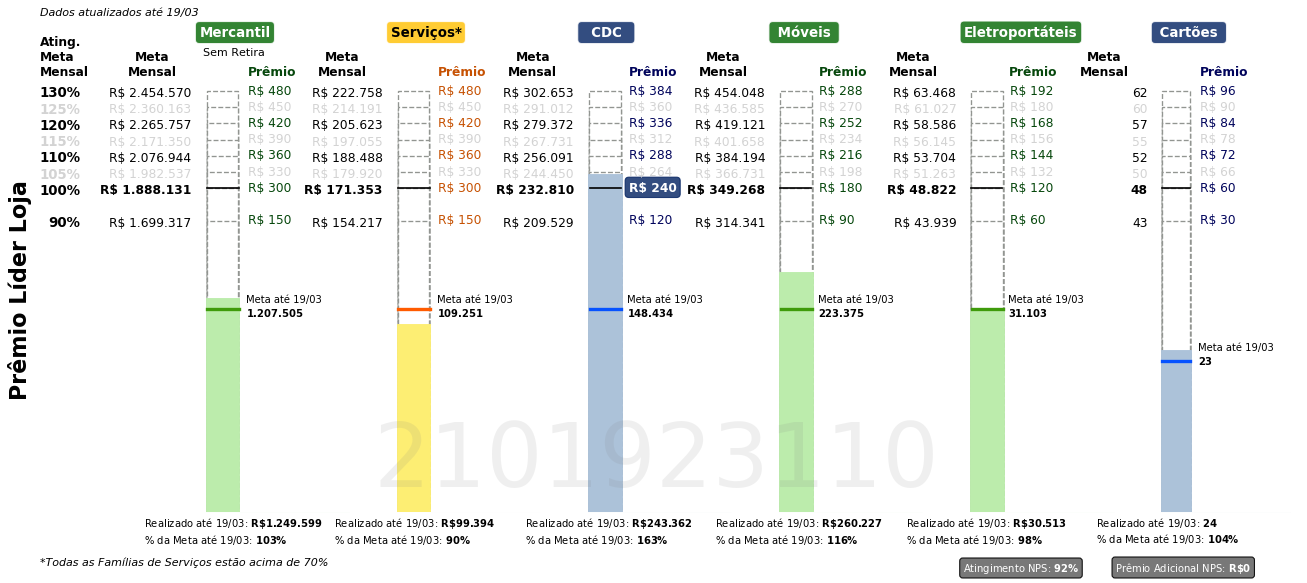 Dados atualizados até 19/03
Mercantil Serviços* CDC Móveis Eletroportáteis Cartões
Sem Retira
Ating. Meta Mensal
Meta Mensal Prêmio Meta Mensal Prêmio Meta Mensal Prêmio Meta Mensal Prêmio Meta Mensal Prêmio Meta Mensal Prêmio
130% R$ 2.454.570 R$ 480 R$ 222.758 R$ 480 R$ 302.653 R$ 384 R$ 454.048 R$ 288 R$ 63.468 R$ 192 62 R$ 96
125% R$ 2.360.163 R$ 450 R$ 214.191 R$ 450 R$ 291.012 R$ 360 R$ 436.585 R$ 270 R$ 61.027 R$ 180 60 R$ 90
120% R$ 2.265.757 R$ 420 R$ 205.623 R$ 420 R$ 279.372 R$ 336 R$ 419.121 R$ 252 R$ 58.586 R$ 168 57 R$ 84
115% R$ 2.171.350 R$ 390 R$ 197.055 R$ 390 R$ 267.731 R$ 312 R$ 401.658 R$ 234 R$ 56.145 R$ 156 55 R$ 78
110% R$ 2.076.944 R$ 360 R$ 188.488 R$ 360 R$ 256.091 R$ 288 R$ 384.194 R$ 216 R$ 53.704 R$ 144 52 R$ 72
105% R$ 1.982.537 R$ 330 R$ 179.920 R$ 330 R$ 244.450 R$ 264 R$ 366.731 R$ 198 R$ 51.263 R$ 132 50 R$ 66
100% R$ 1.888.131 R$ 300 R$ 171.353 R$ 300 R$ 232.810 R$ 240 R$ 349.268 R$ 180 R$ 48.822 R$ 120 48 R$ 60
90% R$ 1.699.317 R$ 150 R$ 154.217 R$ 150 R$ 209.529 R$ 120 R$ 314.341 R$ 90 R$ 43.939 R$ 60 43 R$ 30
Prêmio Líder Loja
Meta até 19/03 Meta até 19/03 Meta até 19/03 Meta até 19/03 Meta até 19/03
1.207.505 109.251 148.434 223.375 31.103
Meta até 19/03
23
2101923110
Realizado até 19/03: R$1.249.599 Realizado até 19/03: R$99.394 Realizado até 19/03: R$243.362 Realizado até 19/03: R$260.227 Realizado até 19/03: R$30.513 Realizado até 19/03: 24
% da Meta até 19/03: 103% % da Meta até 19/03: 90% % da Meta até 19/03: 163% % da Meta até 19/03: 116% % da Meta até 19/03: 98% % da Meta até 19/03: 104%
*Todas as Famílias de Serviços estão acima de 70%
Atingimento NPS: 92% Prêmio Adicional NPS: R$0